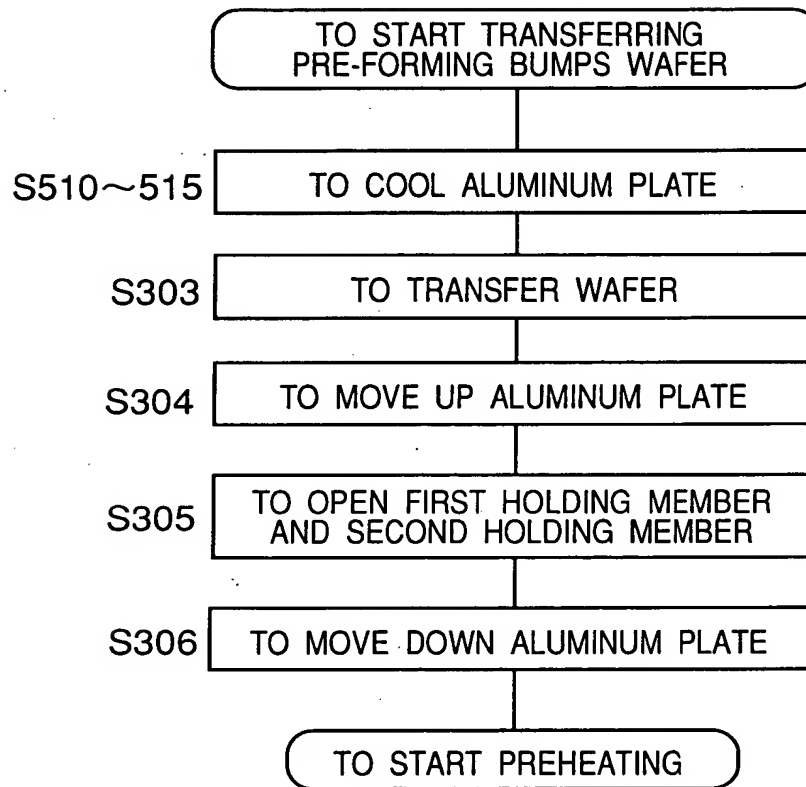 TO START TRANSFERRING
PRE-FORMING BUMPS WAFER
S510～515 TO COOL ALUMINUM PLATE
S303 TO TRANSFER WAFER
S304 TO MOVE UP ALUMINUM PLATE
S305 TO OPEN FIRST HOLDING MEMBER
AND SECOND HOLDING MEMBER
S306 TO MOVE DOWN ALUMINUM PLATE
TO START PREHEATING